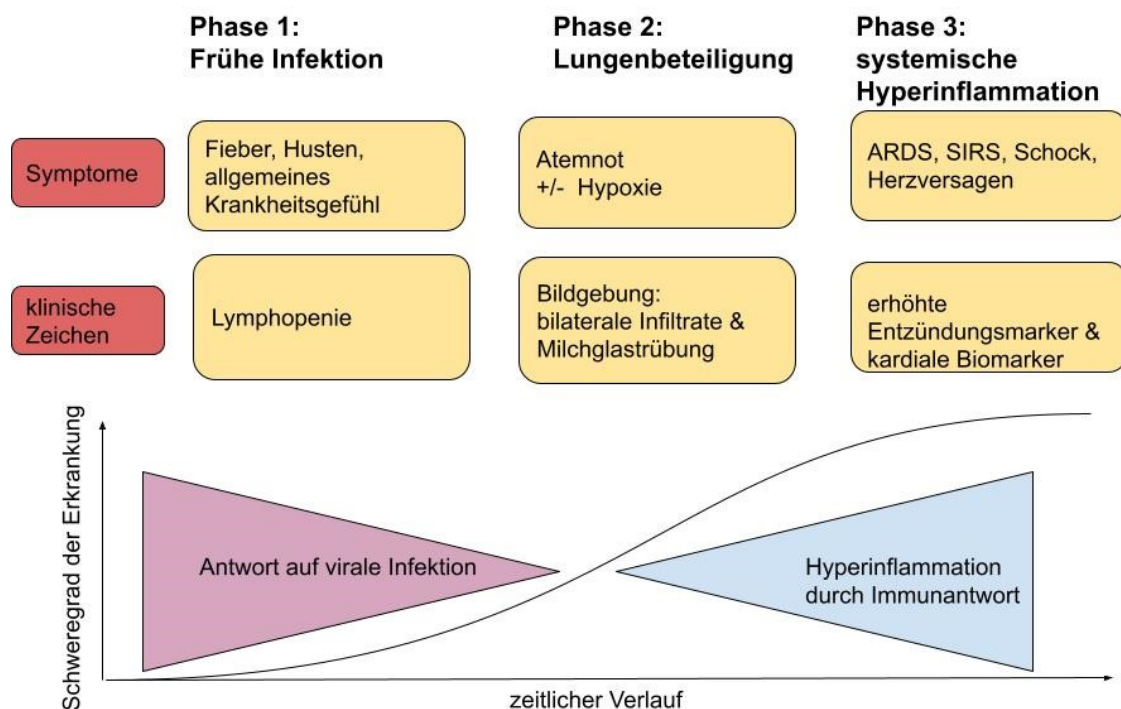 Phase 1:
Frühe Infektion
Phase 2:
Lungenbeteiligung
Phase 3:
systemische
Hyperinflammation
Symptome
Fieber, Husten,
allgemeines
Krankheitsgefühl
Atemnot
+/- Hypoxie
ARDS, SIRS, Schock,
Herzversagen
klinische
Zeichen
Lymphopenie
Bildgebung:
bilaterale Infiltrate &
Milchglastrübung
erhöhte
Entzündungsmarker &
kardiale Biomarker
Schweregrad der Erkrankung
Antwort auf virale Infektion
Hyperinflammation
durch Immunantwort
zeitlicher Verlauf